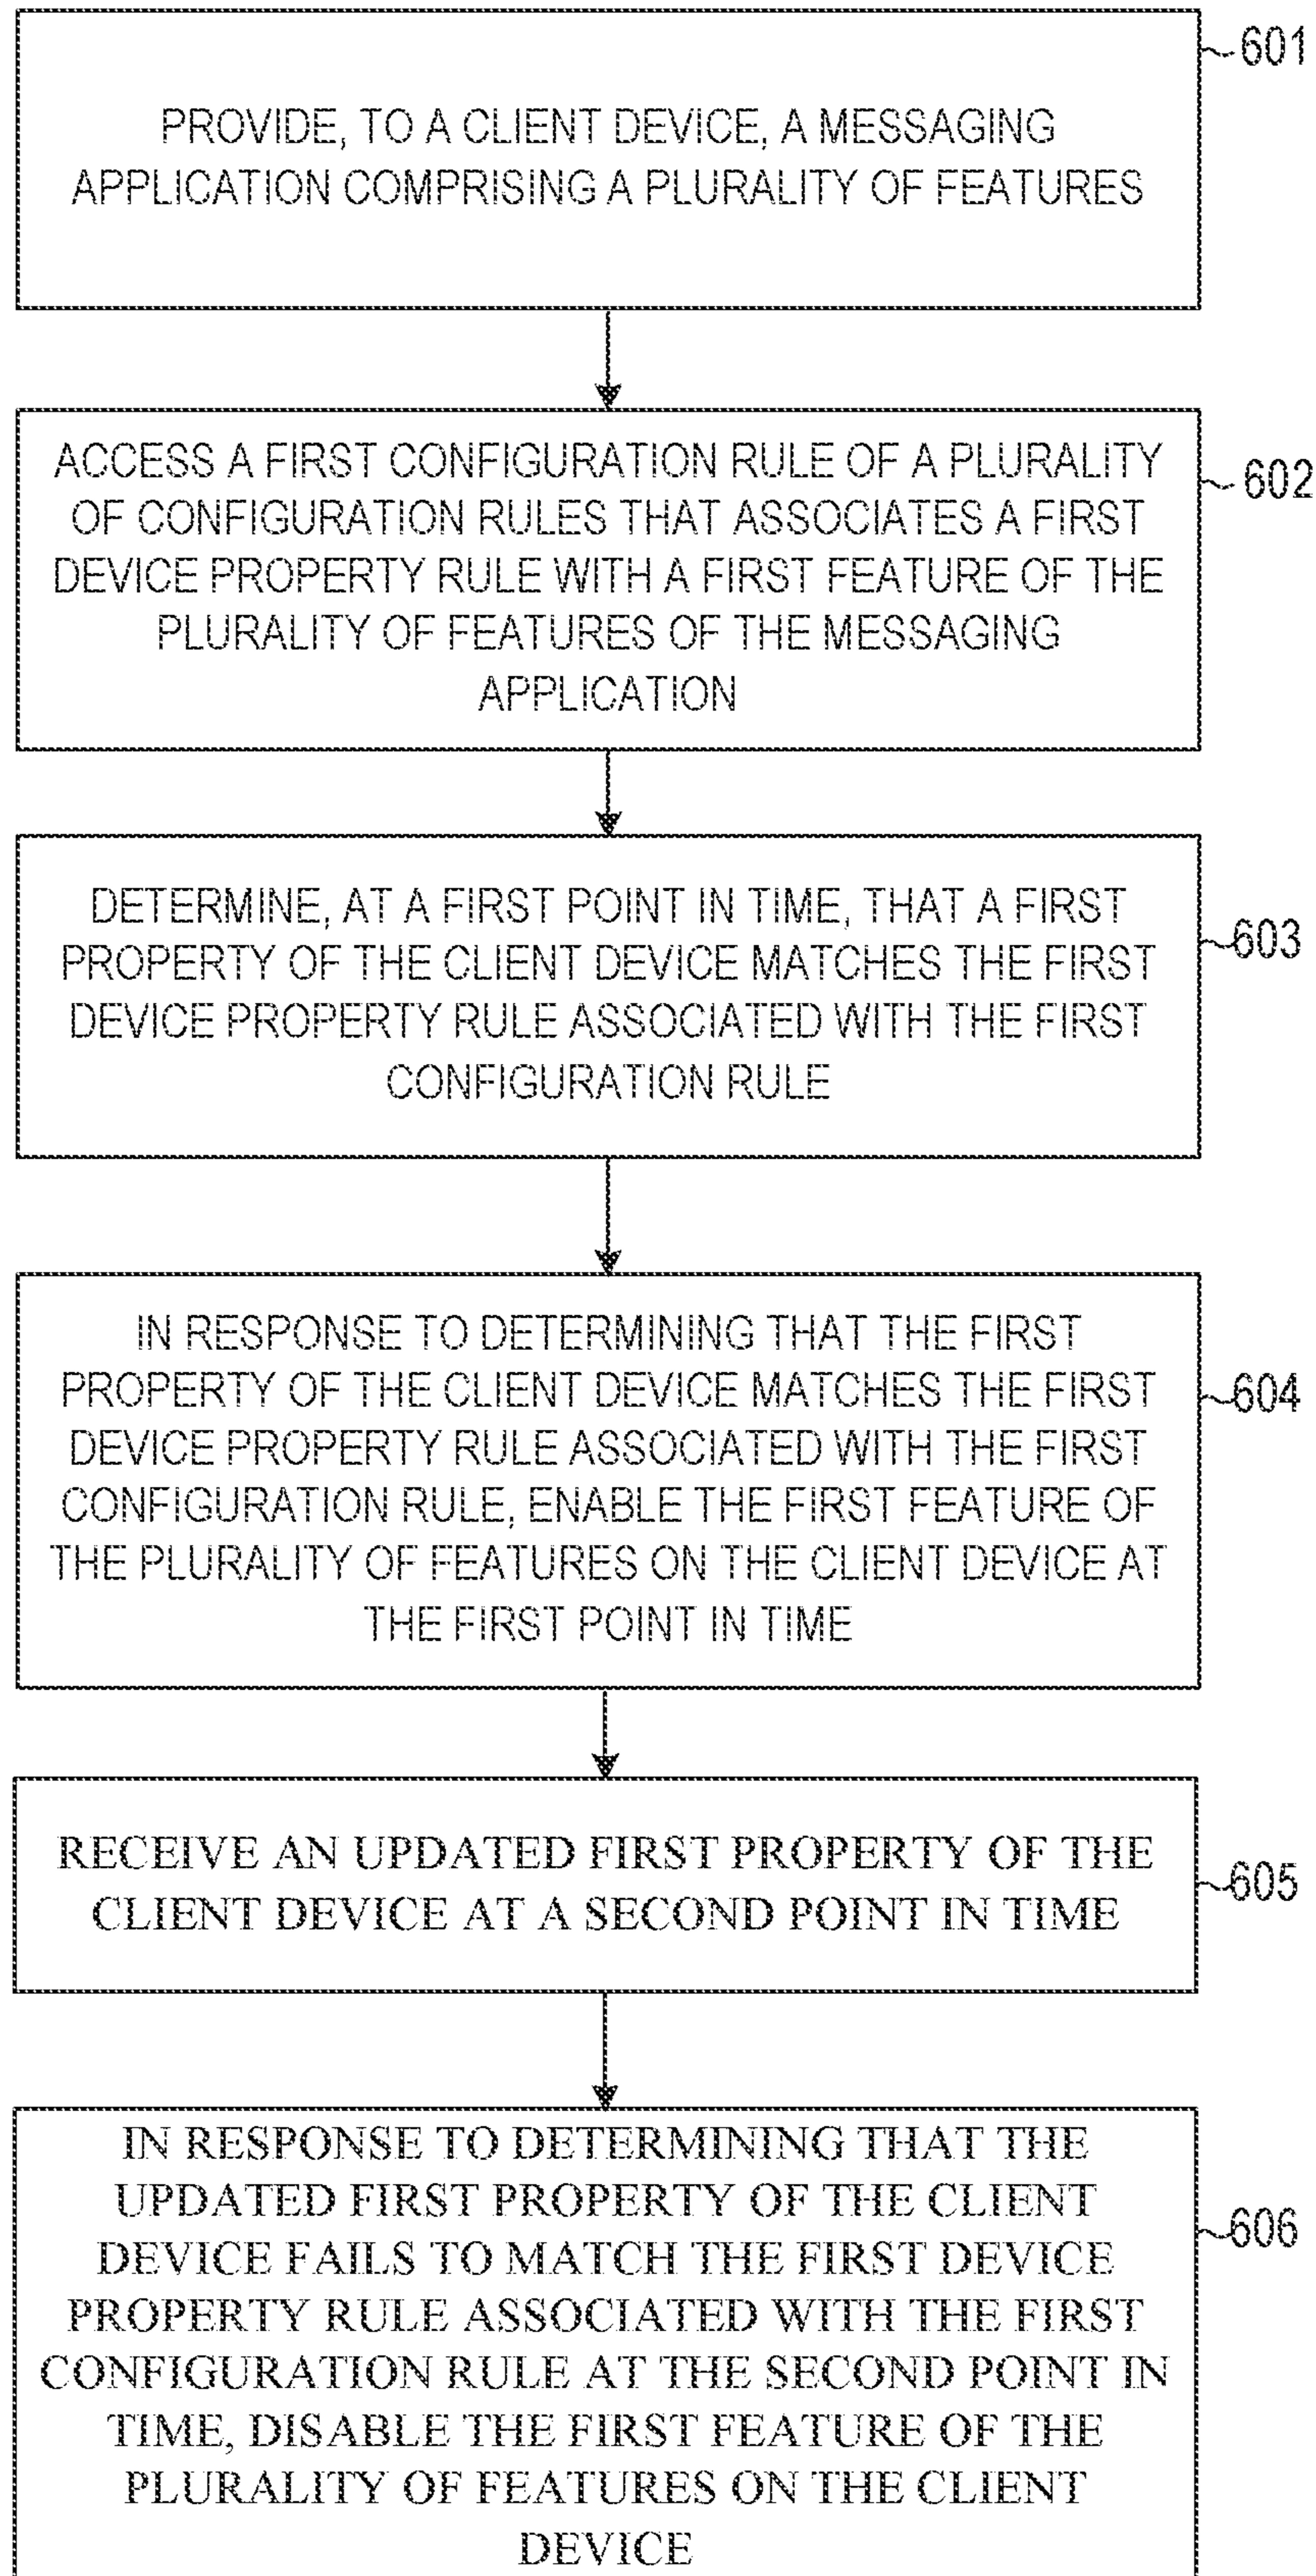 601
PROVIDE, TO A CLIENT DEVICE, A MESSAGING
APPLICATION COMPRISING A PLURALITY OF FEATURES
602
ACCESS A FIRST CONFIGURATION RULE OF A PLURALITY
OF CONFIGURATION RULES THAT ASSOCIATES A FIRST
DEVICE PROPERTY RULE WITH A FIRST FEATURE OF THE
PLURALITY OF FEATURES OF THE MESSAGING
APPLICATION
603
DETERMINE, AT A FIRST POINT IN TIME, THAT A FIRST
PROPERTY OF THE CLIENT DEVICE MATCHES THE FIRST
DEVICE PROPERTY RULE ASSOCIATED WITH THE FIRST
CONFIGURATION RULE
604
IN RESPONSE TO DETERMINING THAT THE FIRST
PROPERTY OF THE CLIENT DEVICE MATCHES THE FIRST
DEVICE PROPERTY RULE ASSOCIATED WITH THE FIRST
CONFIGURATION RULE, ENABLE THE FIRST FEATURE OF
THE PLURALITY OF FEATURES ON THE CLIENT DEVICE AT
THE FIRST POINT IN TIME
605
RECEIVE AN UPDATED FIRST PROPERTY OF THE
CLIENT DEVICE AT A SECOND POINT IN TIME
606
IN RESPONSE TO DETERMINING THAT THE
UPDATED FIRST PROPERTY OF THE CLIENT
DEVICE FAILS TO MATCH THE FIRST DEVICE
PROPERTY RULE ASSOCIATED WITH THE FIRST
CONFIGURATION RULE AT THE SECOND POINT IN
TIME, DISABLE THE FIRST FEATURE OF THE
PLURALITY OF FEATURES ON THE CLIENT
DEVICE